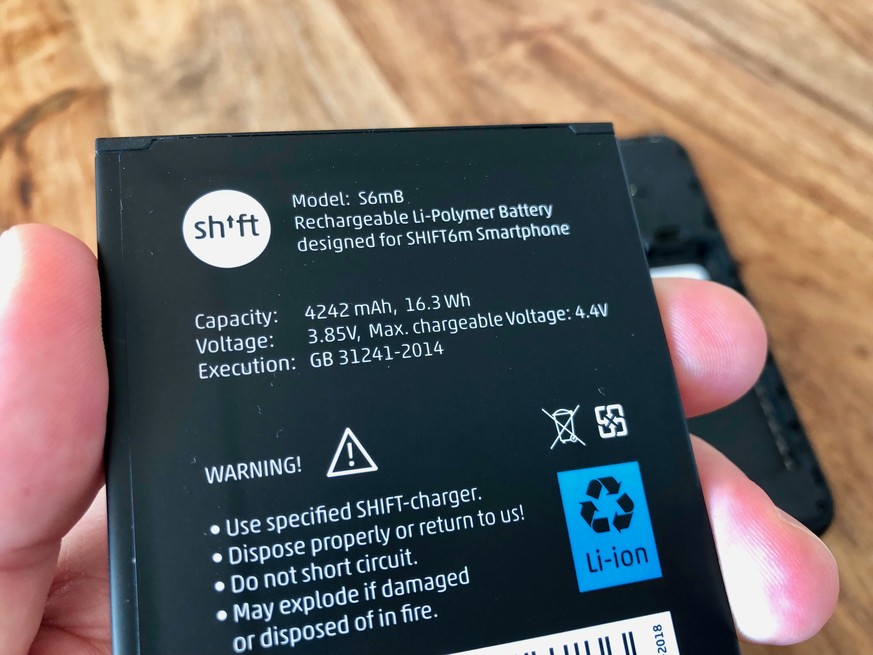 shift
Model: S6mB
Rechargeable Li-Polymer Battery
designed for SHIFT6m Smartphone
Capacity: 4242 mAh, 16.3 Wh
Voltage: 3.85V, Max. chargeable Voltage: 4.4V
Execution: GB 31241-2014
WARNING!
• Use specified SHIFT-charger.
• Dispose properly or return to us!
• Do not short circuit.
• May explode if damaged
or disposed of in fire.
Li-ion
2018